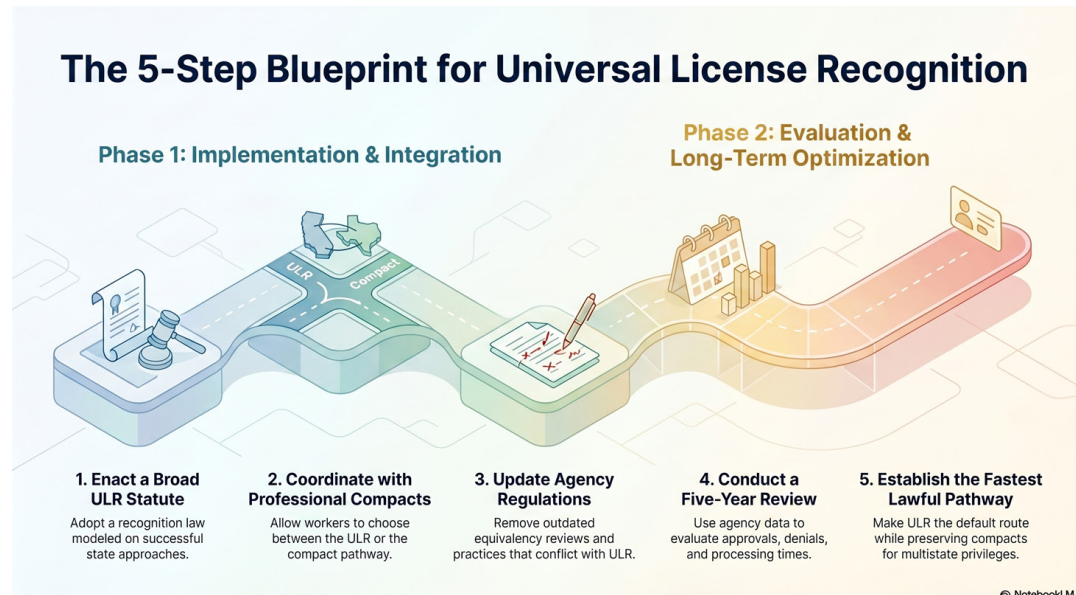 The 5-Step Blueprint for Universal License Recognition
Phase 1: Implementation & Integration
Phase 2: Evaluation &
Long-Term Optimization
ULR
Compact
1. Enact a Broad
ULR Statute
Adopt a recognition law
modeled on successful
state approaches.
2. Coordinate with
Professional Compacts
Allow workers to choose
between the ULR or the
compact pathway.
3. Update Agency
Regulations
Remove outdated
equivalency reviews and
practices that conflict with ULR.
4. Conduct a
Five-Year Review
Use agency data to
evaluate approvals, denials,
and processing times.
5. Establish the Fastest
Lawful Pathway
Make ULR the default route
while preserving compacts
for multistate privileges.
NotebookLM